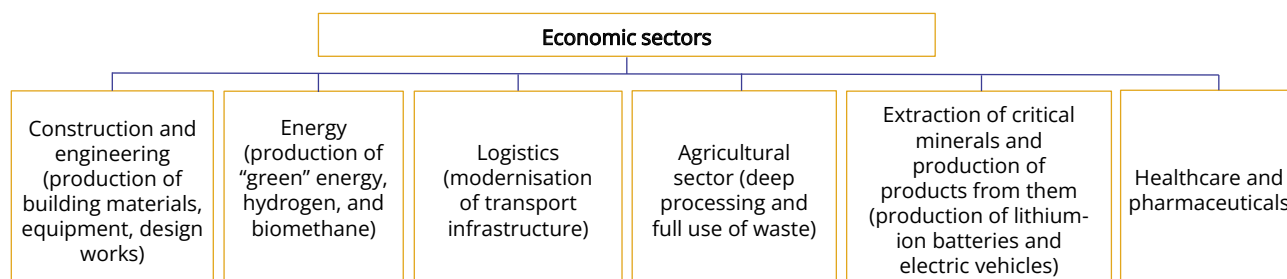 Economic sectors
Construction and
engineering
(production of
building materials,
equipment, design
works)
Energy
(production of
“green” energy,
hydrogen, and
biomethane)
Logistics
(modernisation
of transport
infrastructure)
Agricultural
sector (deep
processing and
full use of waste)
Extraction of critical
minerals and
production of
products from them
(production of lithium-
ion batteries and
electric vehicles)
Healthcare and
pharmaceuticals